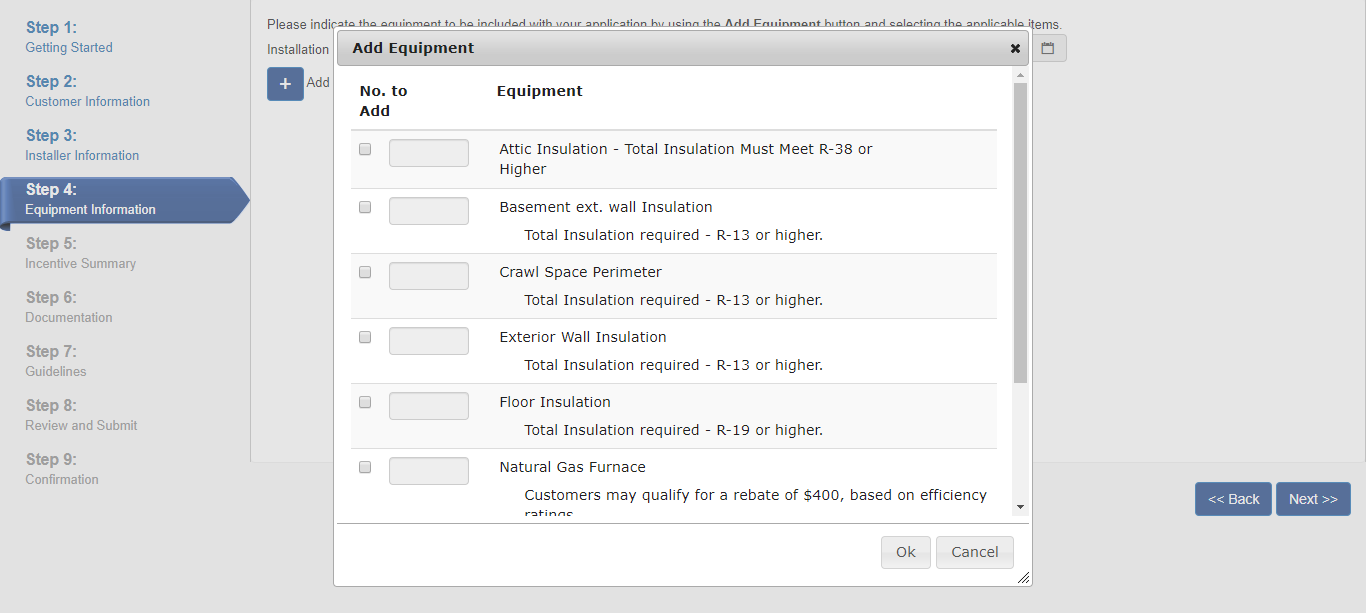 Step 1:
Getting Started
Step 2:
Customer Information
Step 3:
Installer Information
Step 4:
Equipment Information
Step 5:
Incentive Summary
Step 6:
Documentation
Step 7:
Guidelines
Step 8:
Review and Submit
Step 9:
Confirmation
Please indicate the equipment to be included with your application by using the Add Equipment button and selecting the applicable items.
Installation
+ Add
Add Equipment
No. to
Add
Equipment
Attic Insulation - Total Insulation Must Meet R-38 or
Higher
Basement ext. wall Insulation
Total Insulation required - R-13 or higher.
Crawl Space Perimeter
Total Insulation required - R-13 or higher.
Exterior Wall Insulation
Total Insulation required - R-13 or higher.
Floor Insulation
Total Insulation required - R-19 or higher.
Natural Gas Furnace
Customers may qualify for a rebate of $400, based on efficiency
ratings
Ok
Cancel
<< Back
Next >>